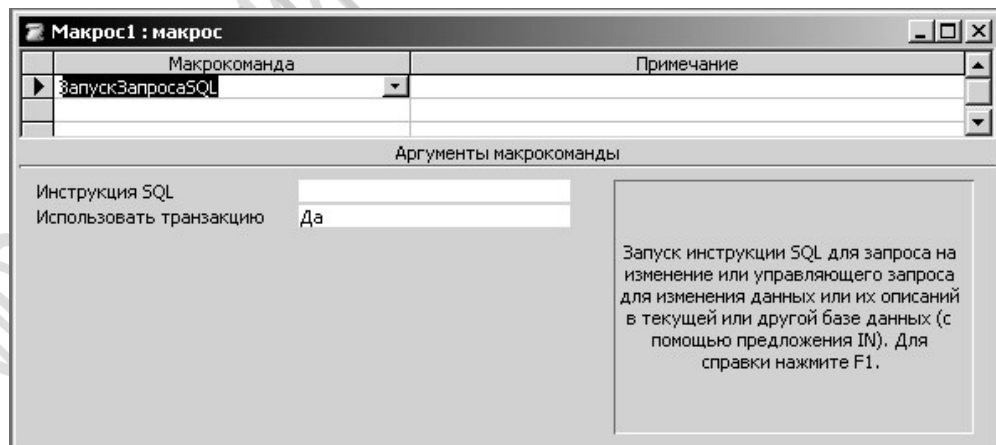 Макрос1 : макрос
Макрокоманда Примечание
ЗапускЗапросаSQL
Аргументы макрокоманды
Инструкция SQL
Использовать транзакцию Да
Запуск инструкции SQL для запроса на
изменение или управляющего запроса
для изменения данных или их описаний
в текущей или другой базе данных (с
помощью предложения IN). Для
справки нажмите F1.